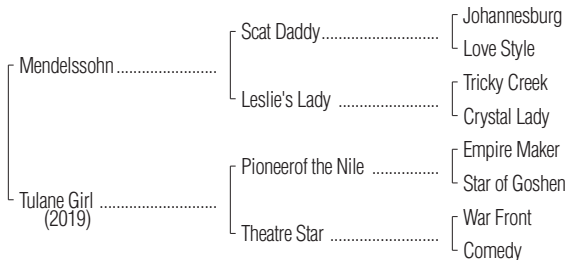 Johannesburg
Scat Daddy
Love Style
Mendelssohn
Tricky Creek
Leslie's Lady
Crystal Lady
Empire Maker
Pioneerof the Nile
Star of Goshen
Tulane Girl
(2019)
War Front
Theatre Star
Comedy